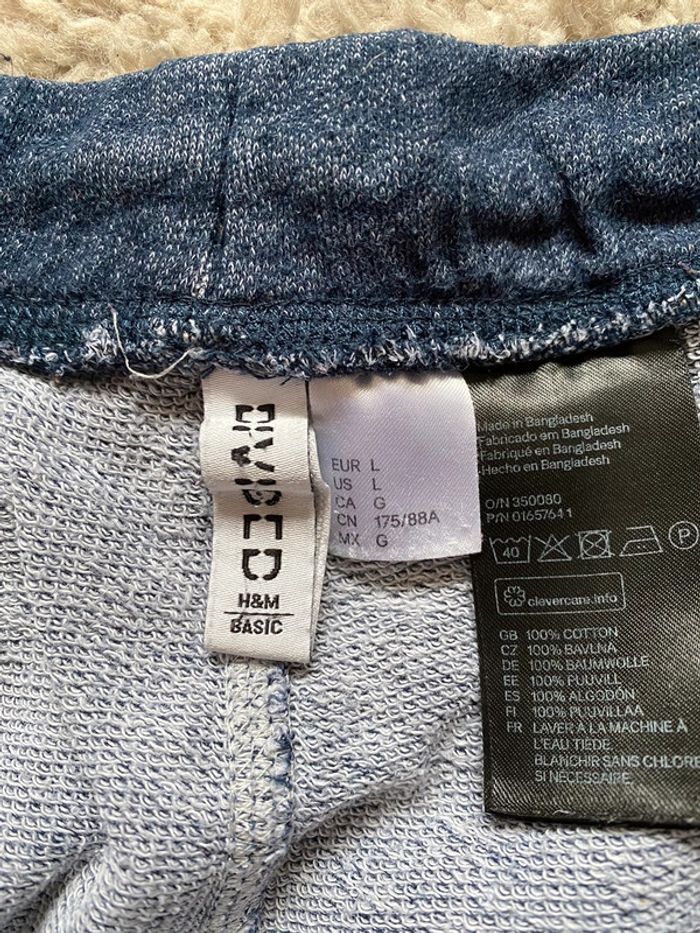 DIVIDED
H&M
BASIC
EUR L
US L
CA G
CN 175/88A
MX G
Made in Bangladesh
Fabricado em Bangladesh
Fabriqué en Bangladesh
Hecho en Bangladesh
O/N 350080
P/N 01657641
40
P
clevercare.info
GB 100% COTTON
CZ 100% BAVLNA
DE 100% BAUMWOLLE
EE 100% PUUVILL
ES 100% ALGODÓN
FI 100% PUUVILLAA
FR LAVER A LA MACHINE À
L'EAU TIÈDE,
BLANCHIR SANS CHLORE
SI NÉCESSAIRE,